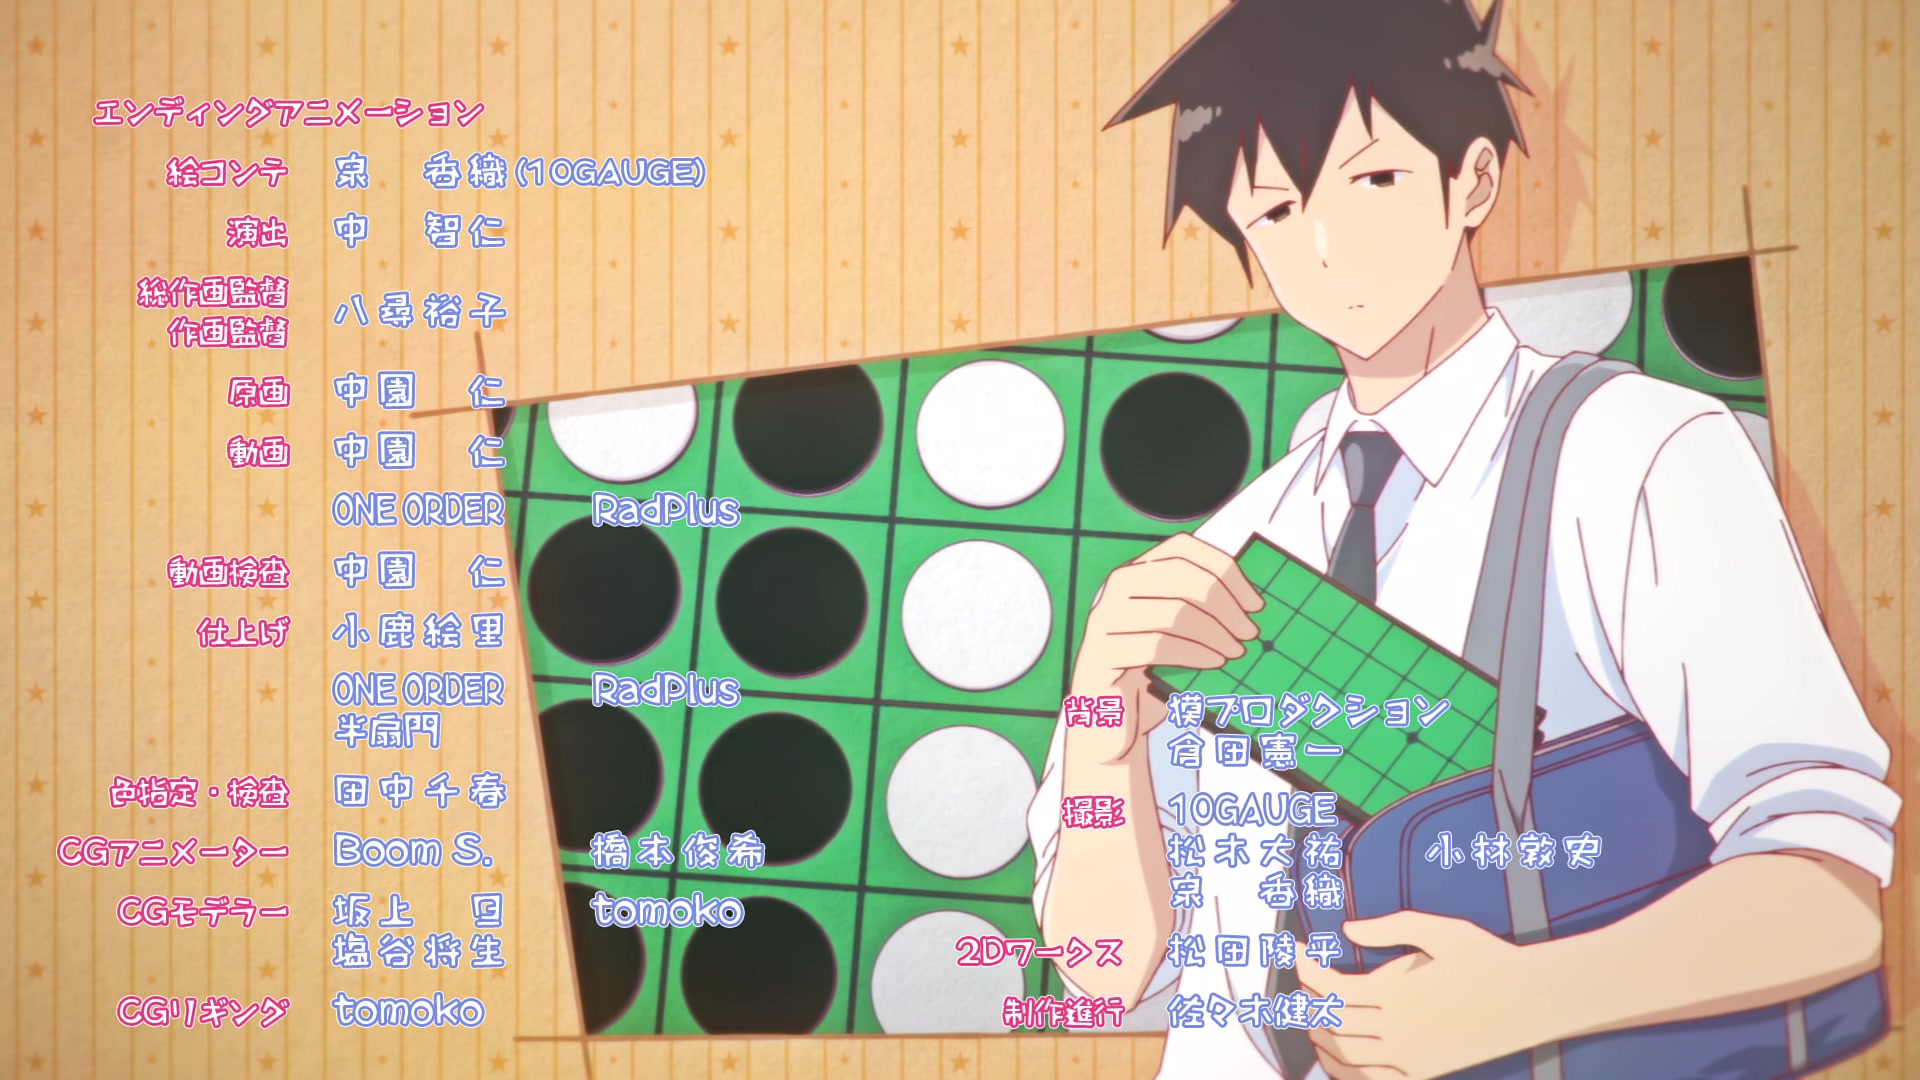 エンディングアニメーション
絵コンテ 泉 香織(10GAUGE)
演出 中 智仁
総作画監督
作画監督 八尋裕子
原画 中園 仁
動画 中園 仁
ONE ORDER RadPlus
動画検査 中園 仁
仕上げ 小鹿絵里
ONE ORDER RadPlus
半扇門
色指定・検査 田中千春
CGアニメーター Boom S. 橋本俊希
CGモデラー 坂上 旦 tomoko
塩谷将生
CGリギング tomoko
背景 獏プロダクション
倉田憲一
撮影 10GAUGE
松木大祐 小林敦史
泉 香織
2Dワークス 松田陵平
制作進行 佐々木健太